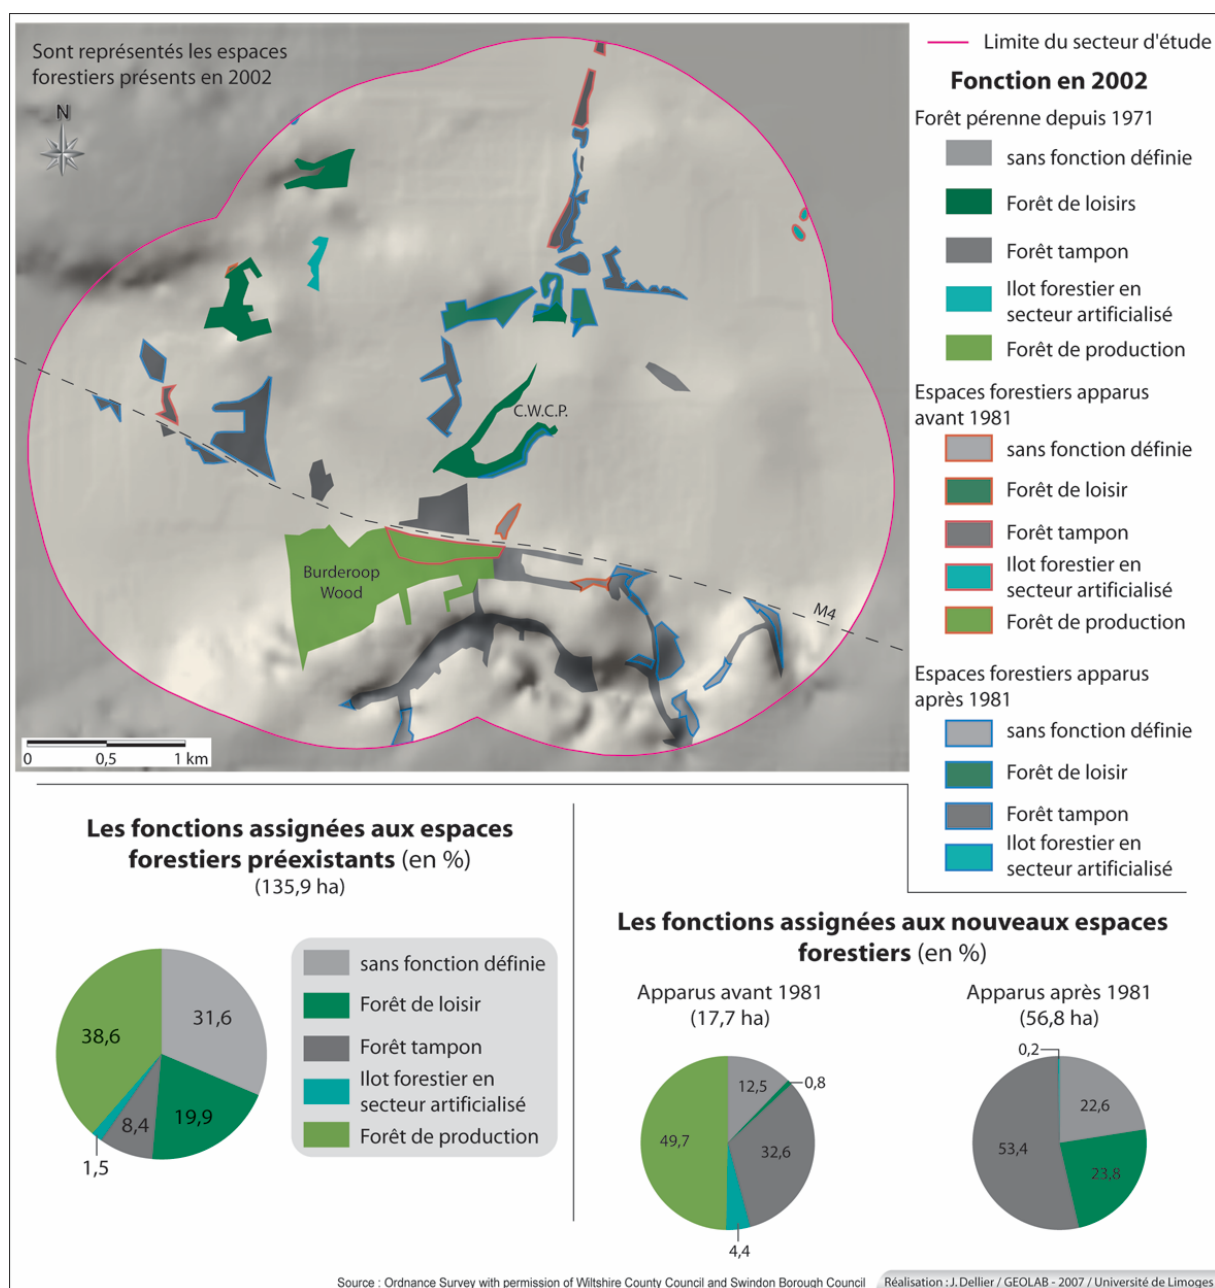 Sont représentés les espaces
forestiers présents en 2002
N
C.W.C.P.
Burderoop
Wood
M4
0 0,5 1 km
Limite du secteur d'étude
Fonction en 2002
Forêt pérenne depuis 1971
sans fonction définie
Forêt de loisirs
Forêt tampon
Ilot forestier en
secteur artificialisé
Forêt de production
Espaces forestiers apparus
avant 1981
sans fonction définie
Forêt de loisir
Forêt tampon
Ilot forestier en
secteur artificialisé
Forêt de production
Espaces forestiers apparus
après 1981
sans fonction définie
Forêt de loisir
Forêt tampon
Ilot forestier en
secteur artificialisé
Les fonctions assignées aux espaces
forestiers préexistants (en %)
(135,9 ha)
38,6
31,6
19,9
8,4
1,5
sans fonction définie
Forêt de loisir
Forêt tampon
Ilot forestier en
secteur artificialisé
Forêt de production
Les fonctions assignées aux nouveaux espaces
forestiers (en %)
Apparus avant 1981
(17,7 ha)
12,5
0,8
49,7
32,6
4,4
Apparus après 1981
(56,8 ha)
0,2
22,6
53,4
23,8
Source : Ordnance Survey with permission of Wiltshire County Council and Swindon Borough Council
Réalisation : J. Dellier / GEOLAB - 2007 / Université de Limoges